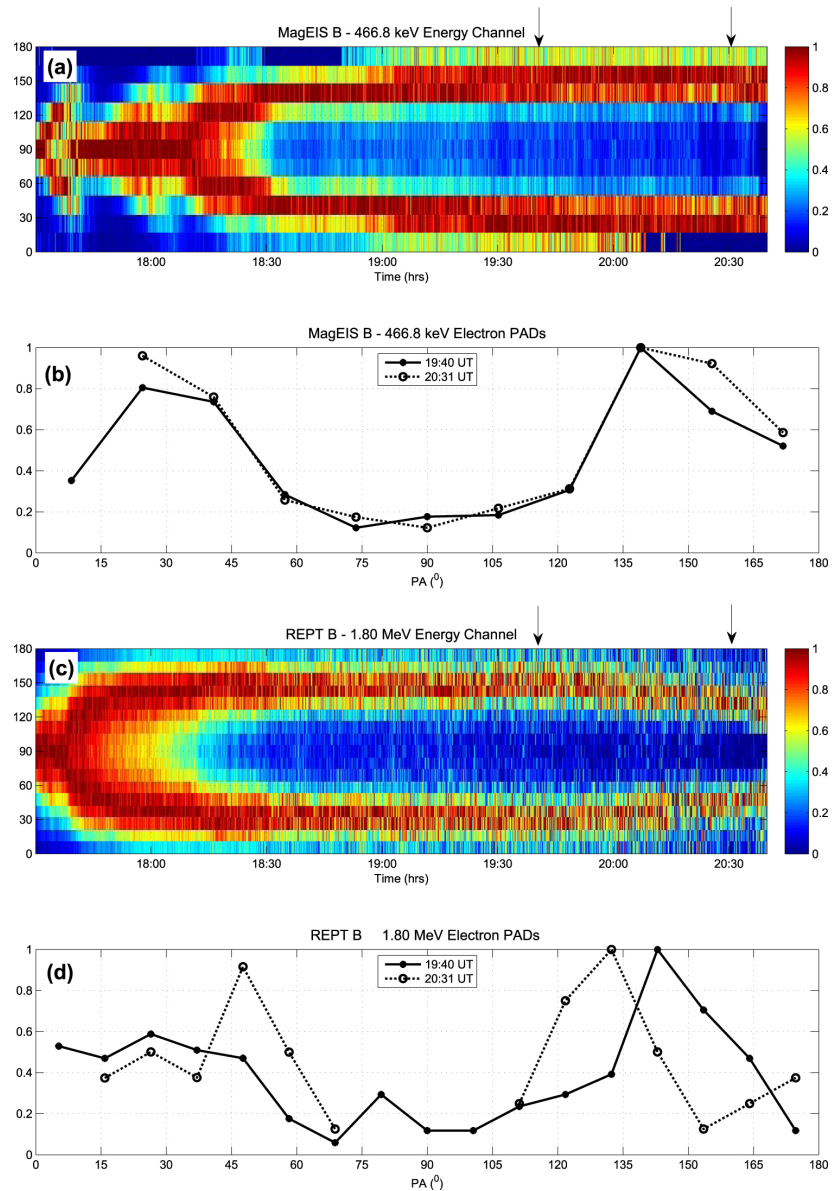 MagEIS B - 466.8 keV Energy Channel
(a)
180
150
120
90
60
30
0
18:00 18:30 19:00 19:30 20:00 20:30
Time (hrs)
1
0.8
0.6
0.4
0.2
0
MagEIS B - 466.8 keV Electron PADs
(b)
19:40 UT
20:31 UT
1
0.8
0.6
0.4
0.2
0
0 15 30 45 60 75 90 105 120 135 150 165 180
PA (0)
REPT B - 1.80 MeV Energy Channel
(c)
180
150
120
90
60
30
0
18:00 18:30 19:00 19:30 20:00 20:30
Time (hrs)
1
0.8
0.6
0.4
0.2
0
REPT B 1.80 MeV Electron PADs
(d)
19:40 UT
20:31 UT
1
0.8
0.6
0.4
0.2
0
0 15 30 45 60 75 90 105 120 135 150 165 180
PA (0)